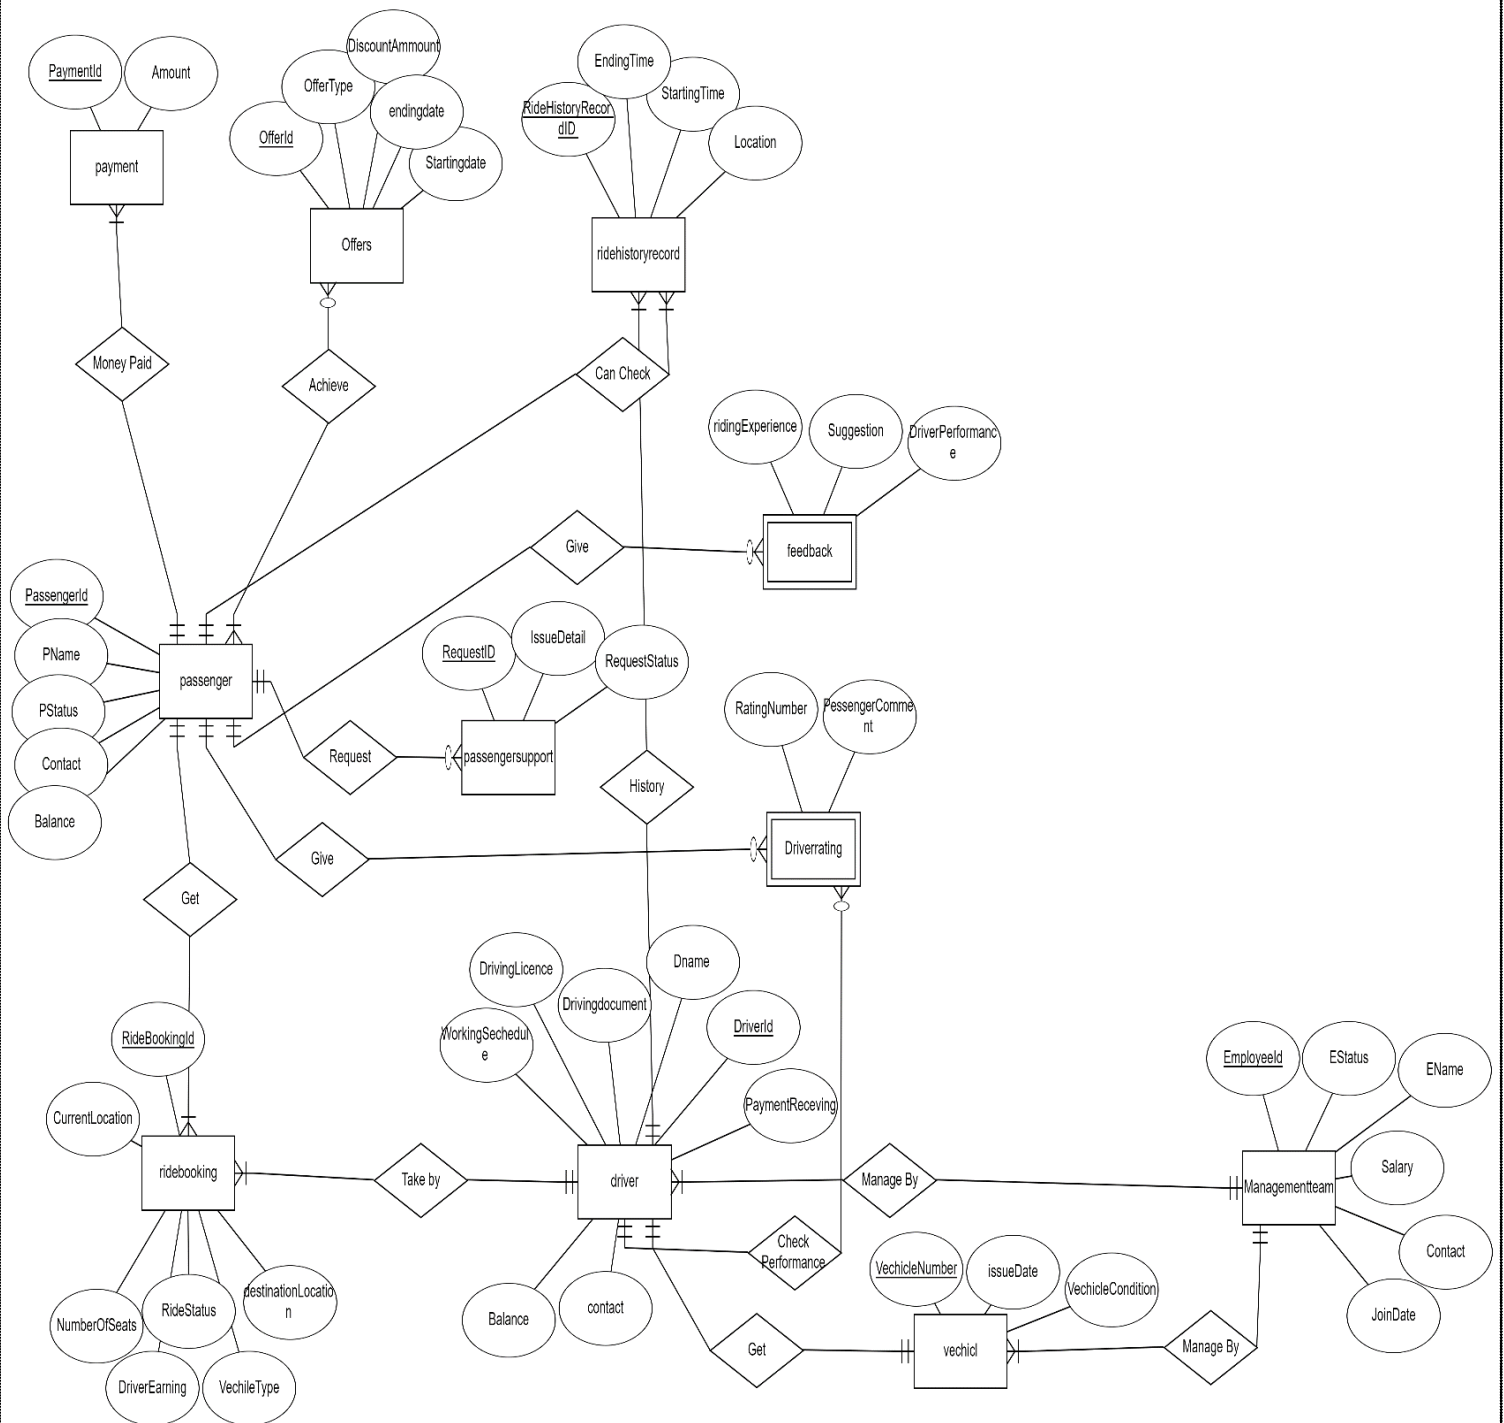 PaymentId
Amount
payment
Money Paid
DiscountAmmount
OfferType
endingdate
OfferId
Startingdate
Offers
Achieve
EndingTime
StartingTime
RideHistoryRecor
dID
Location
ridehistoryrecord
Can Check
ridingExperience
Suggestion
DriverPerformanc
e
Give
feedback
PassengerId
PName
PStatus
Contact
Balance
passenger
RequestID
IssueDetail
RequestStatus
Request
passengersupport
History
RatingNumber
PessengerComme
nt
Give
Driverrating
Get
RideBookingId
CurrentLocation
ridebooking
NumberOfSeats
RideStatus
destinationLocatio
n
DriverEarning
VechileType
Take by
DrivingLicence
Drivingdocument
Dname
WorkingSechedul
e
DriverId
PaymentReceving
driver
Balance
contact
Manage By
Check
Performance
Get
VechicleNumber
issueDate
VechicleCondition
vechicl
Manage By
EmployeeId
EStatus
EName
Salary
Managementteam
Contact
JoinDate